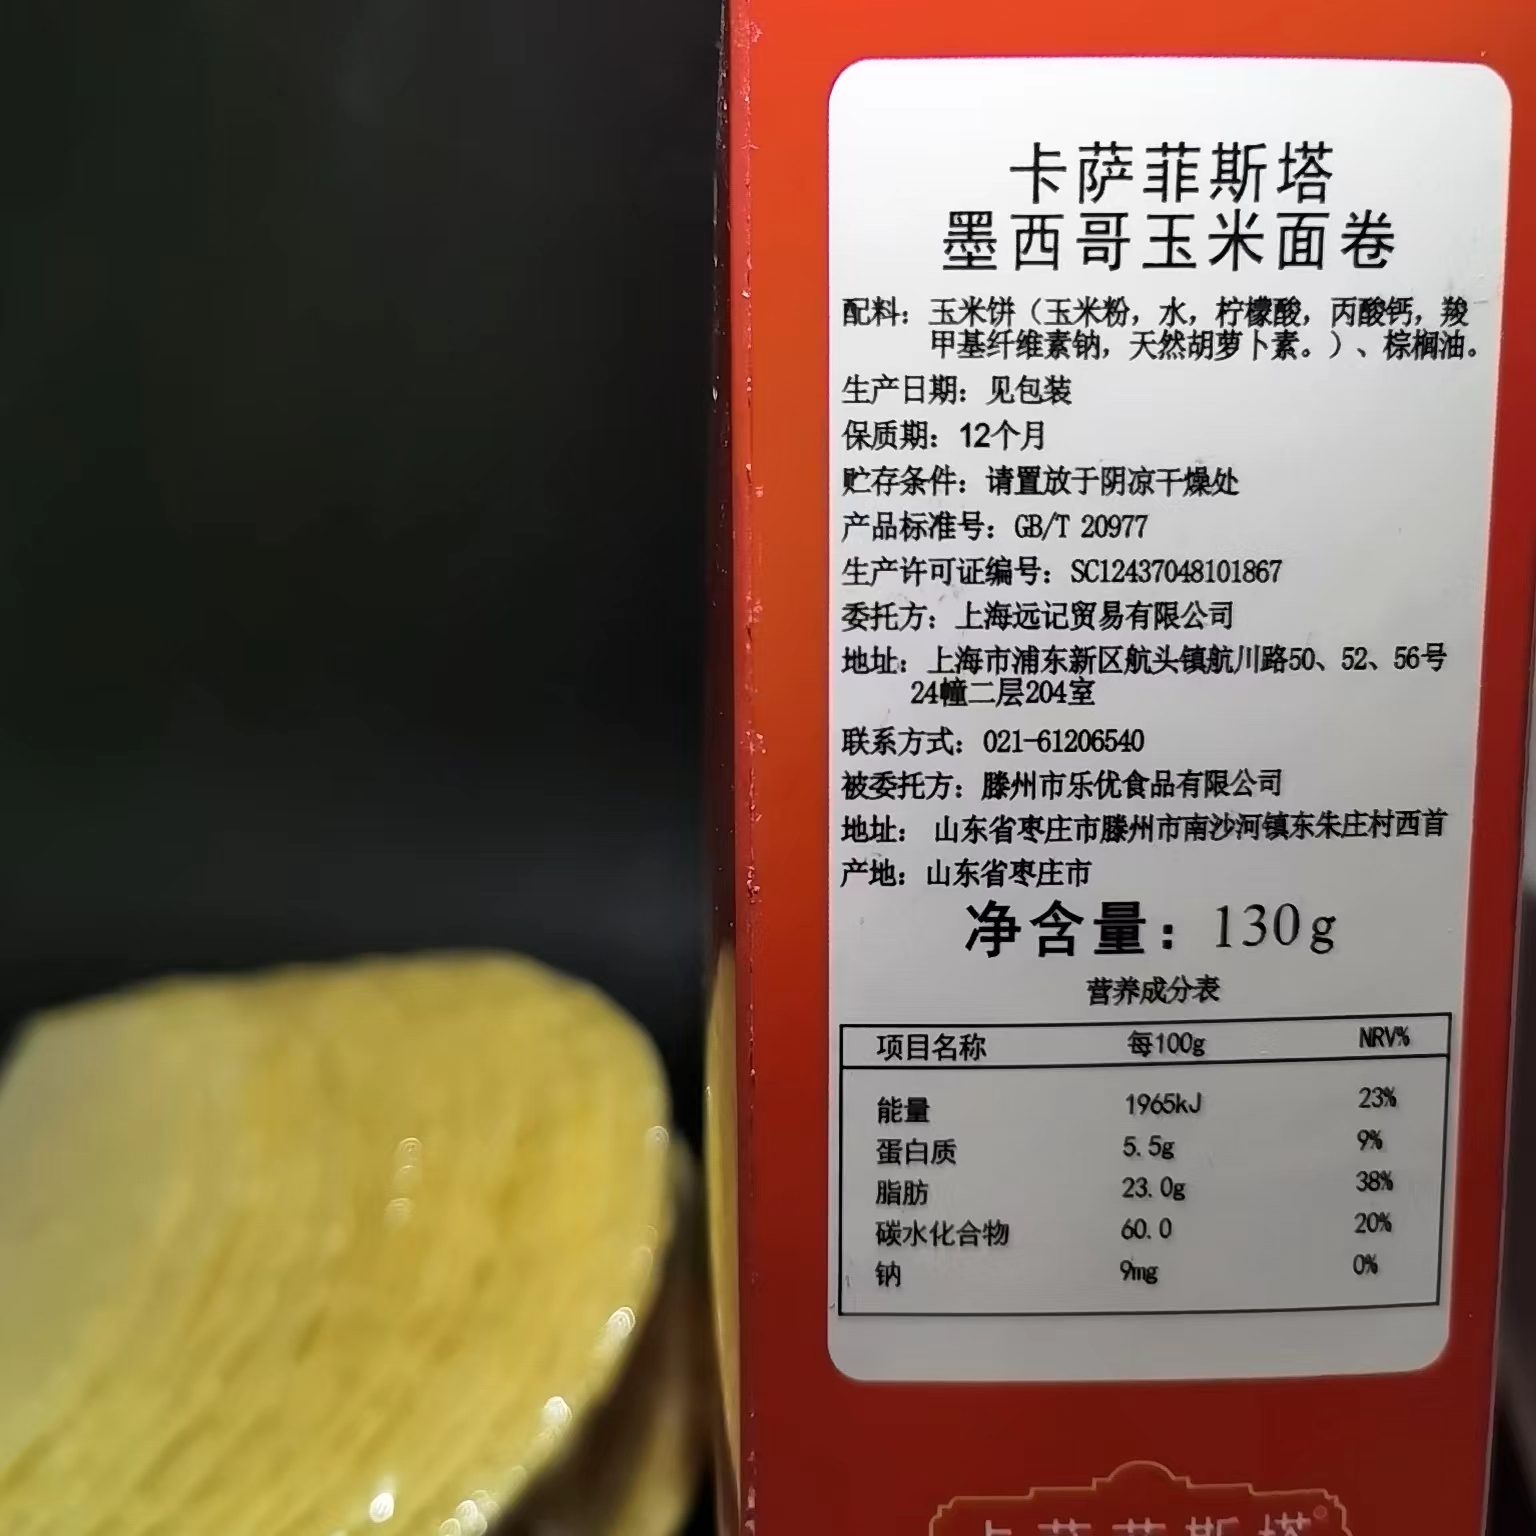 卡萨菲斯塔
墨西哥玉米面卷
配料：玉米饼（玉米粉，水，柠檬酸，丙酸钙，羧
甲基纤维素钠，天然胡萝卜素。）、棕榈油。
生产日期：见包装
保质期：12个月
贮存条件：请置放于阴凉干燥处
产品标准号：GB/T 20977
生产许可证编号：SC12437048101867
委托方：上海远记贸易有限公司
地址：上海市浦东新区航头镇航川路50、52、56号
24幢二层204室
联系方式：021-61206540
被委托方：滕州市乐优食品有限公司
地址：山东省枣庄市滕州市南沙河镇东朱庄村西首
产地：山东省枣庄市
净含量：130g
营养成分表
项目名称 每100g NRV%
能量 1965kJ 23%
蛋白质 5.5g 9%
脂肪 23.0g 38%
碳水化合物 60.0 20%
钠 9mg 0%
卡萨菲斯塔